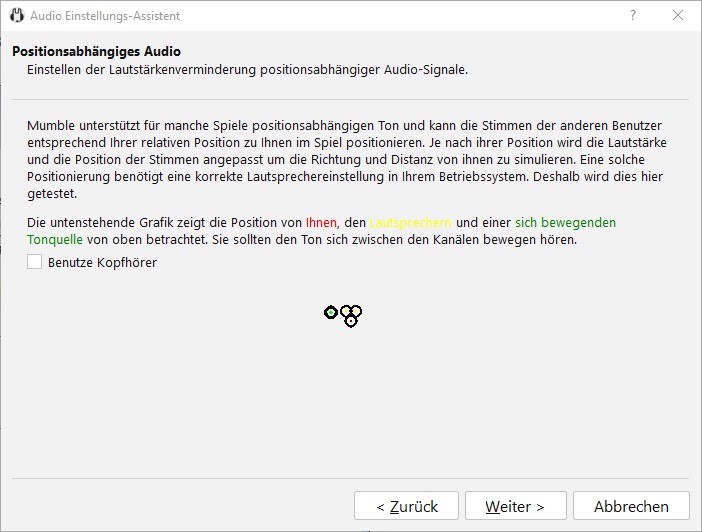 Audio Einstellungs-Assistent
?
Positionsabhängiges Audio
Einstellen der Lautstärkenverminderung positionsabhängiger Audio-Signale.
Mumble unterstützt für manche Spiele positionsabhängigen Ton und kann die Stimmen der anderen Benutzer
entsprechend Ihrer relativen Position zu Ihnen im Spiel positionieren. Je nach ihrer Position wird die Lautstärke
und die Position der Stimmen angepasst um die Richtung und Distanz von ihnen zu simulieren. Eine solche
Positionierung benötigt eine korrekte Lautsprechereinstellung in Ihrem Betriebssystem. Deshalb wird dies hier
getestet.
Die untenstehende Grafik zeigt die Position von Ihnen, den Lautsprechern und einer sich bewegenden
Tonquelle von oben betrachtet. Sie sollten den Ton sich zwischen den Kanälen bewegen hören.
Benutze Kopfhörer
< Zurück
Weiter >
Abbrechen